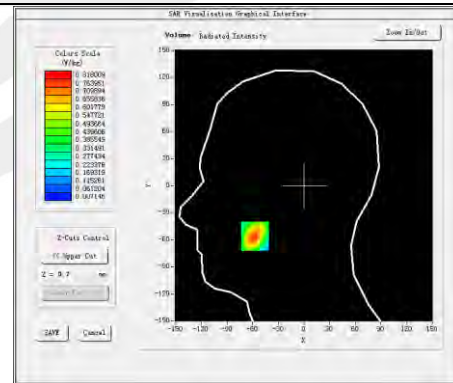 SAR Visualisation Graphical Interface
Volume Radiated Intensity
Zoom In/Out
Colors Scale
(W/kg)
0.818009
0.763951
0.709894
0.655836
0.601779
0.547721
0.493664
0.439606
0.385549
0.331491
0.277434
0.223376
0.169319
0.115261
0.061204
0.007146
Z-Cuts Control
Upper Cut
Z = 0.7 mm
SAVE
Cancel
150
120
90
60
30
0
-30
-60
-90
-120
-150
Y
-150 -120 -90 -60 -30 0 30 60 90 120 150
X